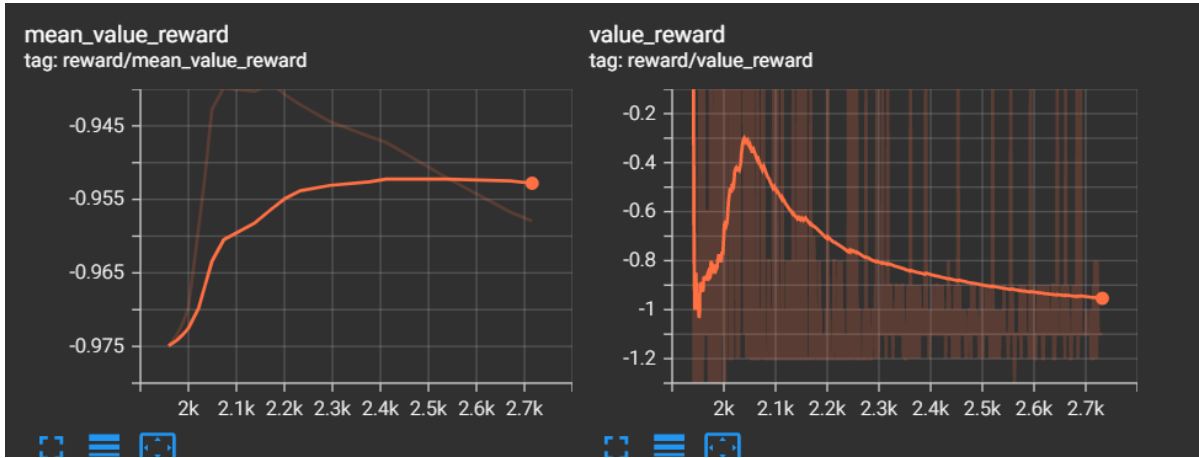 mean_value_reward
tag: reward/mean_value_reward
-0.945
-0.955
-0.965
-0.975
2k 2.1k 2.2k 2.3k 2.4k 2.5k 2.6k 2.7k
value_reward
tag: reward/value_reward
-0.2
-0.4
-0.6
-0.8
-1
-1.2
2k 2.1k 2.2k 2.3k 2.4k 2.5k 2.6k 2.7k